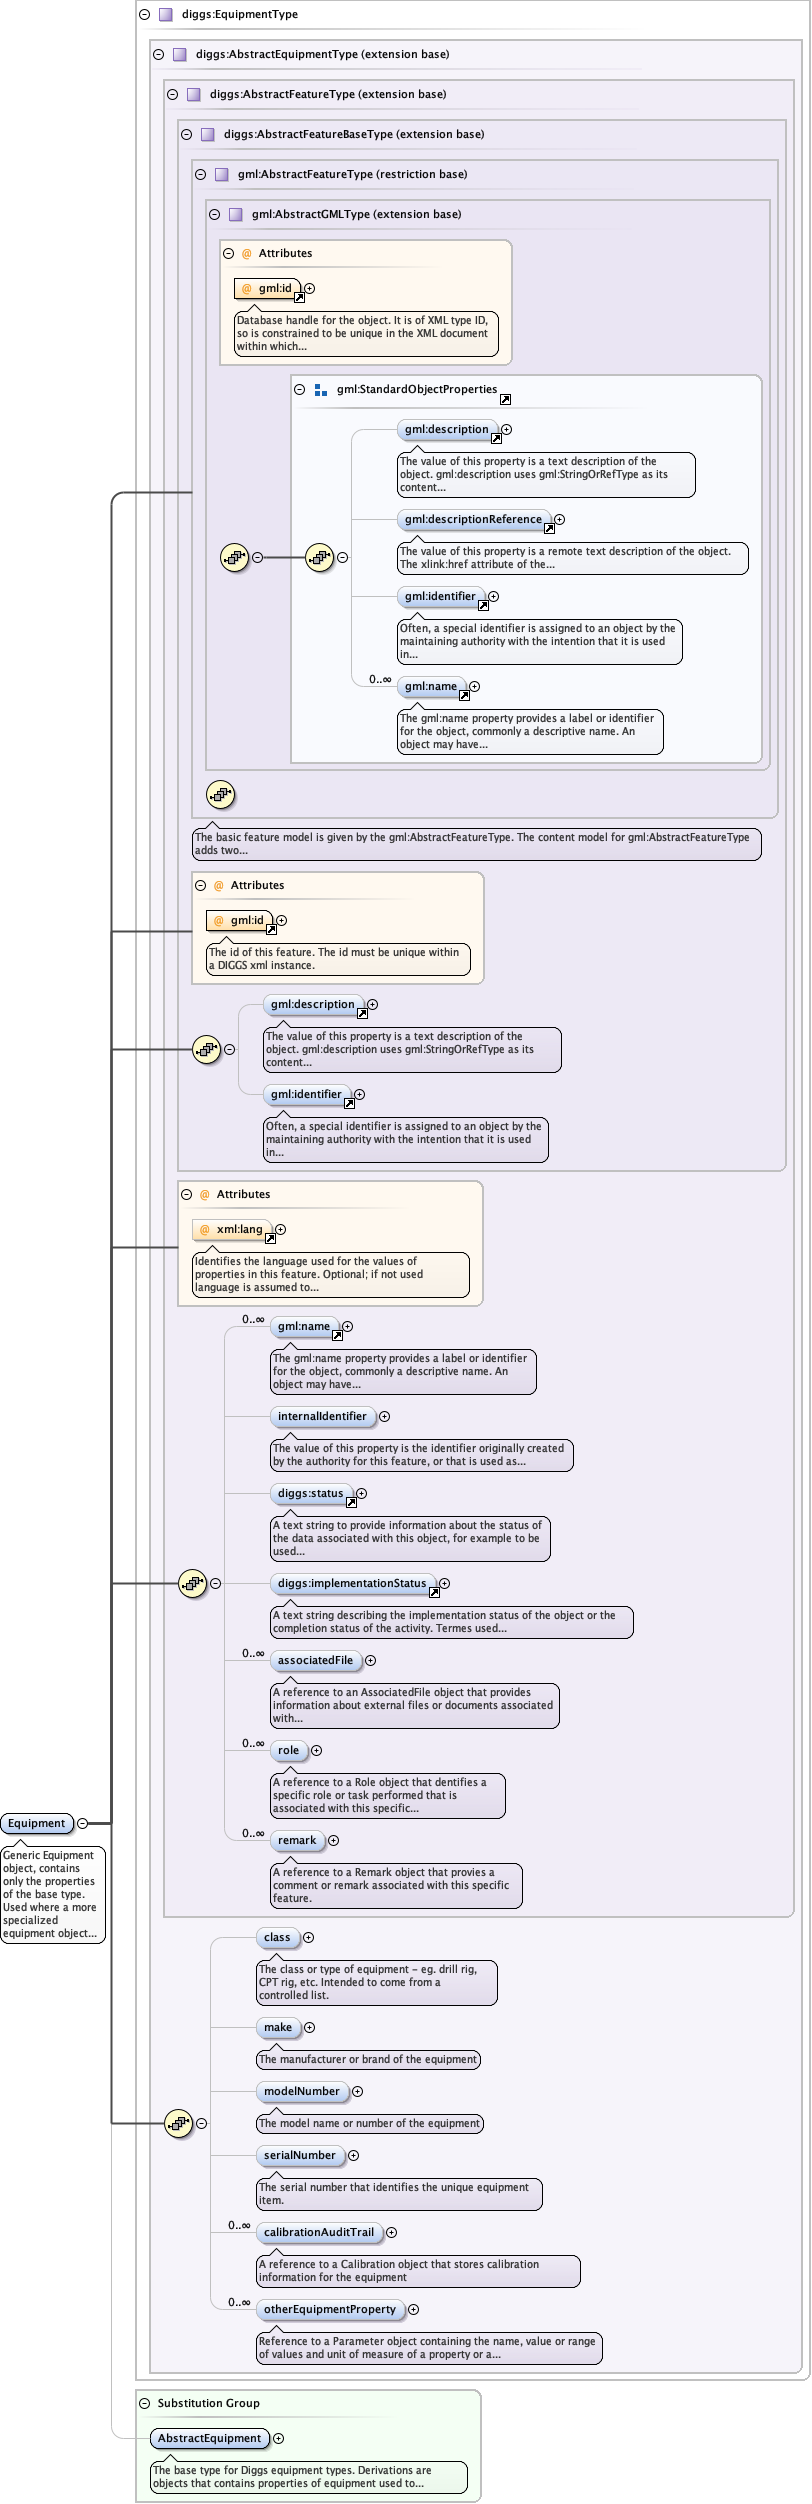 diggs:EquipmentType
diggs:AbstractEquipmentType (extension base)
diggs:AbstractFeatureType (extension base)
diggs:AbstractFeatureBaseType (extension base)
gml:AbstractFeatureType (restriction base)
gml:AbstractGMLType (extension base)
@ Attributes
@ gml:id
Database handle for the object. It is of XML type ID,
so is constrained to be unique in the XML document
within which...
gml:StandardObjectProperties
gml:description
The value of this property is a text description of the
object. gml:description uses gml:StringOrRefType as its
content...
gml:descriptionReference
The value of this property is a remote text description of the object.
The xlink:href attribute of the...
gml:identifier
Often, a special identifier is assigned to an object by the
maintaining authority with the intention that it is used
in...
0..∞
gml:name
The gml:name property provides a label or identifier
for the object, commonly a descriptive name. An
object may have...
The basic feature model is given by the gml:AbstractFeatureType. The content model for gml:AbstractFeatureType
adds two...
@ Attributes
@ gml:id
The id of this feature. The id must be unique within
a DIGGS xml instance.
gml:description
The value of this property is a text description of the
object. gml:description uses gml:StringOrRefType as its
content...
gml:identifier
Often, a special identifier is assigned to an object by the
maintaining authority with the intention that it is used
in...
@ Attributes
@ xml:lang
Identifies the language used for the values of
properties in this feature. Optional; if not used
language is assumed to...
0..∞
gml:name
The gml:name property provides a label or identifier
for the object, commonly a descriptive name. An
object may have...
internalIdentifier
The value of this property is the identifier originally created
by the authority for this feature, or that is used as...
diggs:status
A text string to provide information about the status of
the data associated with this object, for example to be
used...
diggs:implementationStatus
A text string describing the implementation status of the object or the
completion status of the activity. Termes used...
0..∞
associatedFile
A reference to an AssociatedFile object that provides
information about external files or documents associated
with...
0..∞
role
A reference to a Role object that dentifies a
specific role or task performed that is
associated with this specific...
0..∞
remark
A reference to a Remark object that provies a
comment or remark associated with this specific
feature.
Equipment
Generic Equipment
object, contains
only the properties
of the base type.
Used where a more
specialized
equipment object...
class
The class or type of equipment – eg. drill rig,
CPT rig, etc. Intended to come from a
controlled list.
make
The manufacturer or brand of the equipment
modelNumber
The model name or number of the equipment
serialNumber
The serial number that identifies the unique equipment
item.
0..∞
calibrationAuditTrail
A reference to a Calibration object that stores calibration
information for the equipment
0..∞
otherEquipmentProperty
Reference to a Parameter object containing the name, value or range
of values and unit of measure of a property or a...
Substitution Group
AbstractEquipment
The base type for Diggs equipment types. Derivations are
objects that contains properties of equipment used to...